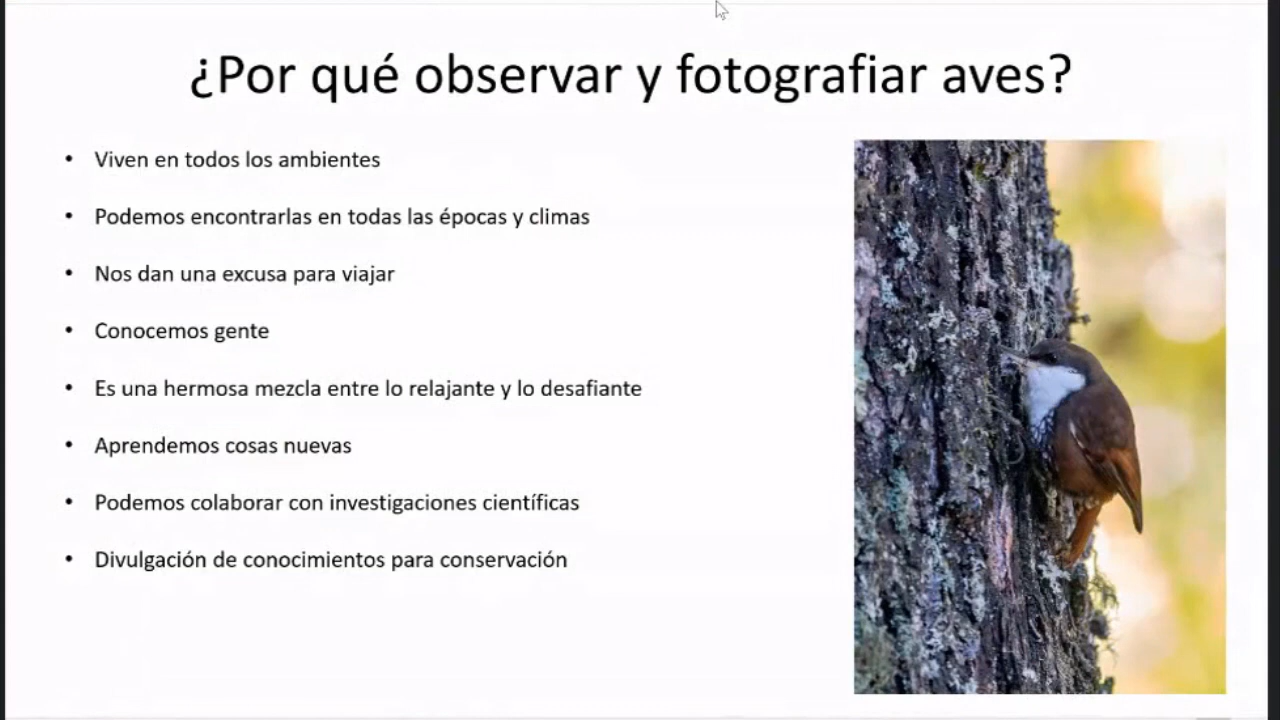 ¿Por qué observar y fotografiar aves?
• Viven en todos los ambientes
• Podemos encontrarlas en todas las épocas y climas
• Nos dan una excusa para viajar
• Conocemos gente
• Es una hermosa mezcla entre lo relajante y lo desafiante
• Aprendemos cosas nuevas
• Podemos colaborar con investigaciones científicas
• Divulgación de conocimientos para conservación